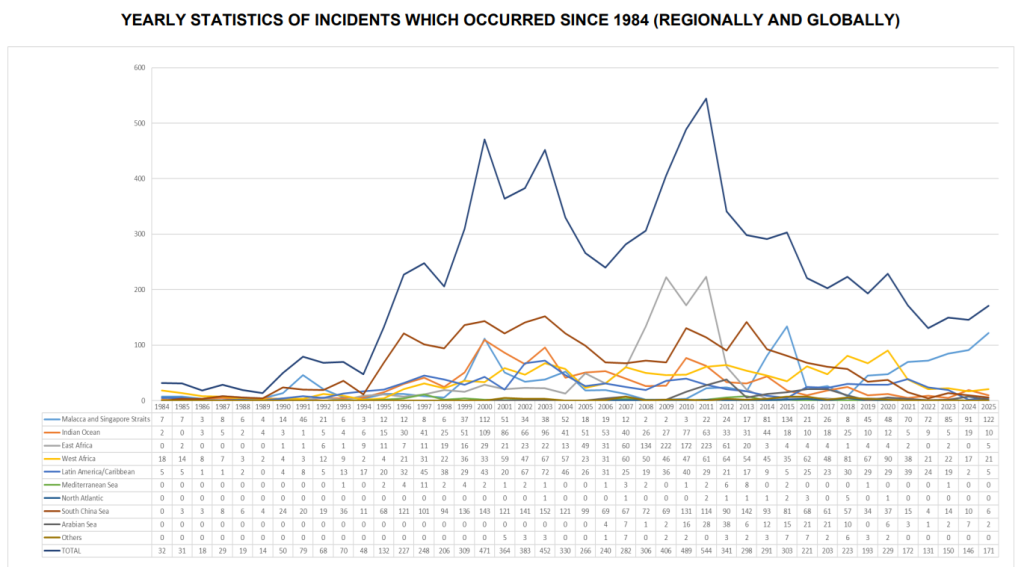 YEARLY STATISTICS OF INCIDENTS WHICH OCCURRED SINCE 1984 (REGIONALLY AND GLOBALLY)
600
500
400
300
200
100
0
1984 1985 1986 1987 1988 1989 1990 1991 1992 1993 1994 1995 1996 1997 1998 1999 2000 2001 2002 2003 2004 2005 2006 2007 2008 2009 2010 2011 2012 2013 2014 2015 2016 2017 2018 2019 2020 2021 2022 2023 2024 2025
Malacca and Singapore Straits 7 7 3 8 6 4 14 46 21 6 3 12 12 8 6 37 112 51 34 38 52 18 19 12 2 2 3 22 24 17 81 134 21 26 8 45 48 70 72 85 91 122
Indian Ocean 2 0 3 5 2 4 3 1 5 4 6 15 30 41 25 51 109 86 66 96 41 51 53 40 26 27 77 63 33 31 44 18 10 18 25 10 12 5 9 5 19 10
East Africa 0 2 0 0 0 0 1 1 6 1 9 11 7 11 19 16 29 21 23 22 13 49 31 60 134 222 172 223 61 20 3 4 4 4 1 4 4 2 0 2 0 5
West Africa 18 14 8 7 3 2 4 3 12 9 2 4 21 31 22 36 33 59 47 67 57 23 31 60 50 46 47 61 64 54 45 35 62 48 81 67 90 38 21 22 17 21
Latin America/Caribbean 5 5 1 1 2 0 4 8 5 13 17 20 32 45 38 29 43 20 67 72 46 26 31 25 19 36 40 29 21 17 9 5 25 23 30 29 29 39 24 19 2 5
Mediterranean Sea 0 0 0 0 0 0 0 0 0 1 0 2 4 11 2 4 2 1 2 1 0 0 1 3 2 0 1 2 6 8 0 2 0 0 0 1 0 0 0 1 0 0
North Atlantic 0 0 0 0 0 0 0 0 0 0 0 0 0 0 0 0 0 0 0 1 0 0 0 1 0 0 0 0 2 1 1 1 2 3 0 5 0 1 0 0 0 0
South China Sea 0 3 3 8 6 4 24 20 19 36 11 68 121 101 94 136 143 121 141 152 121 99 69 67 72 69 131 114 90 142 93 81 68 61 57 34 37 15 4 14 10 6
Arabian Sea 0 0 0 0 0 0 0 0 0 0 0 0 0 0 0 0 0 0 0 0 0 0 4 7 1 2 16 28 38 6 12 15 21 21 10 0 6 3 1 2 7 2
Others 0 0 0 0 0 0 0 0 0 0 0 0 0 0 0 0 0 5 3 3 0 0 0 1 0 2 2 0 3 2 0 3 7 7 2 6 3 2 0 0 0 0
TOTAL 32 31 18 29 19 14 50 79 68 70 48 132 227 248 206 309 471 364 383 452 330 266 240 282 306 406 489 544 341 298 291 303 221 203 223 193 229 172 131 150 146 171